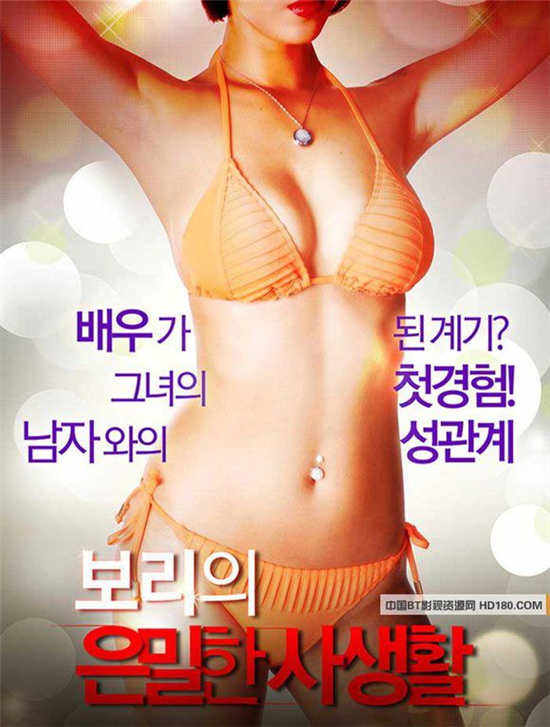 배우가 된 계기?
그녀의 첫경험!
남자와의 성관계
보리의
은밀한 사생활
中国BT影视资源网 HD180.COM